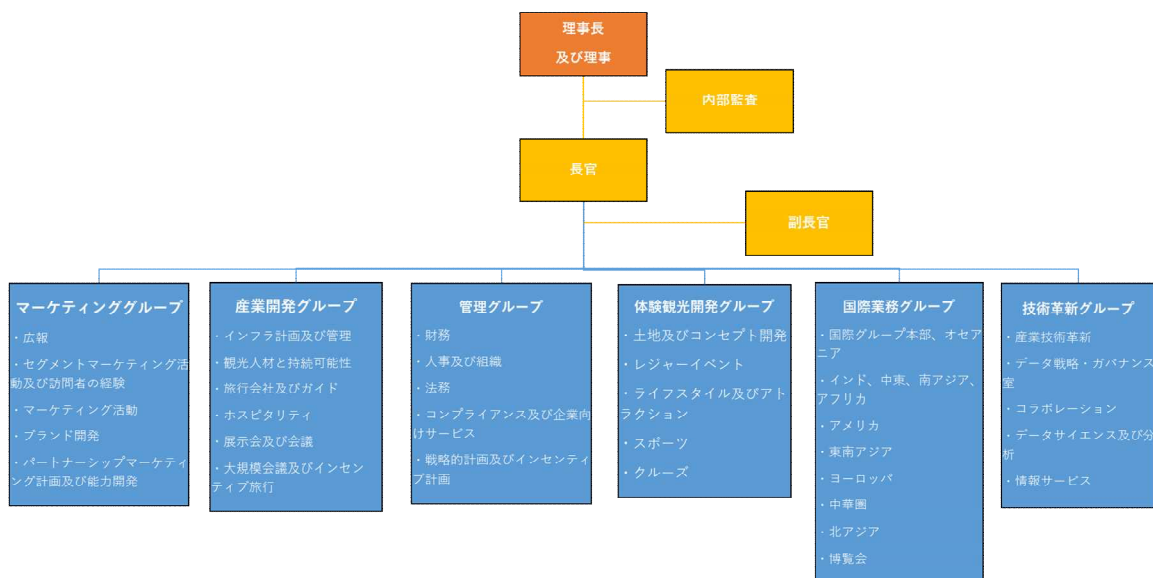 理事長
及び理事
内部監査
長官
副長官
マーケティンググループ
・広報
・セグメントマーケティング活
動及び訪問者の経験
・マーケティング活動
・ブランド開発
・パートナーシップマーケティ
ング計画及び能力開発
産業開発グループ
・インフラ計画及び管理
・観光人材と持続可能性
・旅行会社及びガイド
・ホスピタリティ
・展示会及び会議
・大規模会議及びインセン
ティブ旅行
管理グループ
・財務
・人事及び組織
・法務
・コンプライアンス及び企業向
けサービス
・戦略的計画及びインセンティ
ブ計画
体験観光開発グループ
・土地及びコンセプト開発
・レジャーイベント
・ライフスタイル及びアト
ラクション
・スポーツ
・クルーズ
国際業務グループ
・国際グループ本部、オセア
ニア
・インド、中東、南アジア、
アフリカ
・アメリカ
・東南アジア
・ヨーロッパ
・中華圏
・北アジア
・博覧会
技術革新グループ
・産業技術革新
・データ戦略・ガバナンス
室
・コラボレーション
・データサイエンス及び分
析
・情報サービス